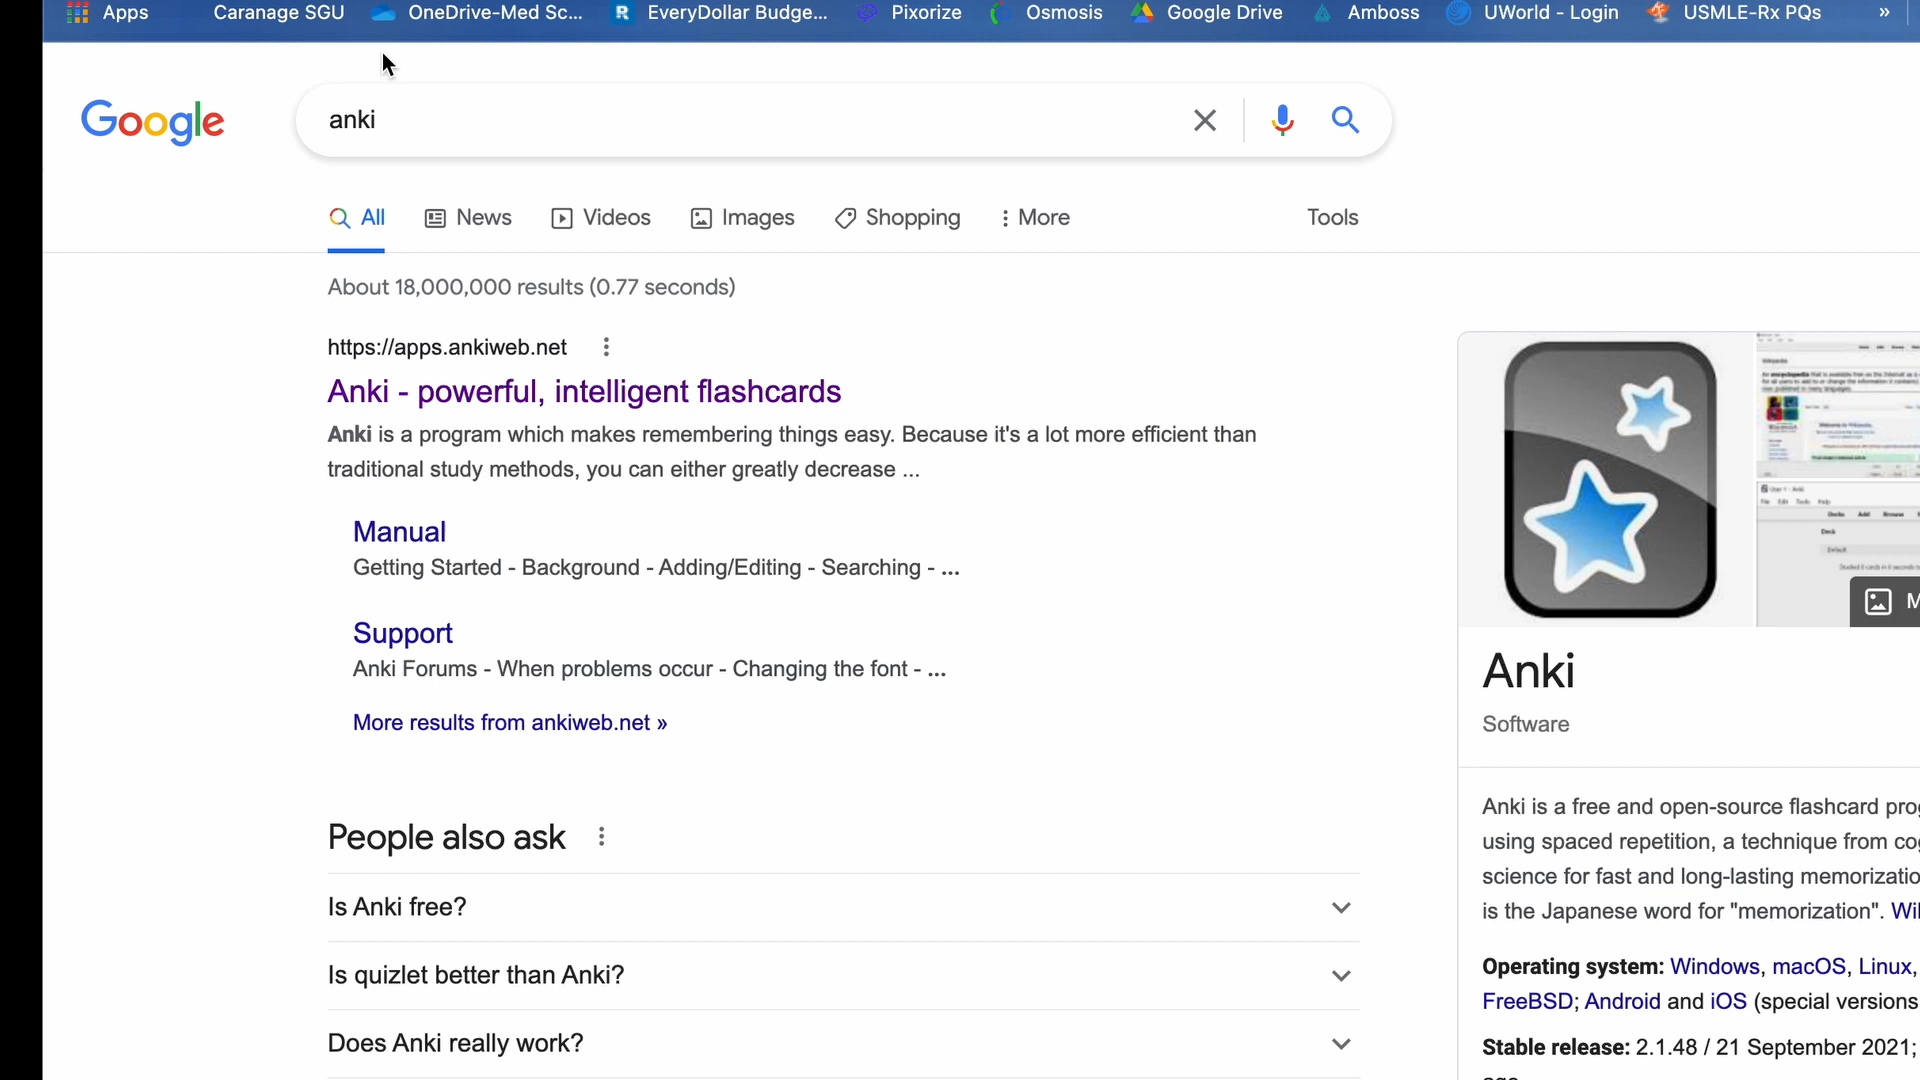 Apps Caranage SGU OneDrive-Med Sc... EveryDollar Budge... Pixorize Osmosis Google Drive Amboss UWorld - Login USMLE-Rx PQs »
Google
anki
All News Videos Images Shopping More Tools
About 18,000,000 results (0.77 seconds)
https://apps.ankiweb.net
Anki - powerful, intelligent flashcards
Anki is a program which makes remembering things easy. Because it's a lot more efficient than
traditional study methods, you can either greatly decrease ...
Manual
Getting Started - Background - Adding/Editing - Searching - ...
Support
Anki Forums - When problems occur - Changing the font - ...
More results from ankiweb.net »
People also ask
Is Anki free?
Is quizlet better than Anki?
Does Anki really work?
Anki
Software
Anki is a free and open-source flashcard
using spaced repetition, a technique from
science for fast and long-lasting
is the Japanese word for "memorization".
Operating system: Windows, macOS, Linux,
FreeBSD; Android and iOS (special versions
Stable release: 2.1.48 / 21 September 2021;